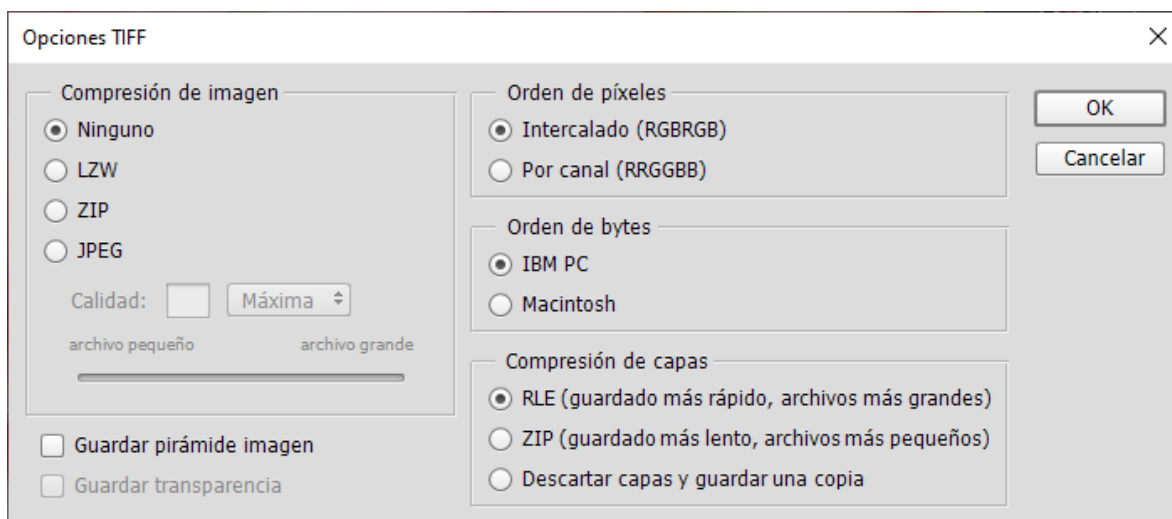 Opciones TIFF
Compresión de imagen
Ninguno
LZW
ZIP
JPEG
Calidad:
Máxima
archivo pequeño
archivo grande
Guardar pirámide imagen
Guardar transparencia
Orden de píxeles
Intercalado (RGBRGB)
Por canal (RRGGBB)
Orden de bytes
IBM PC
Macintosh
Compresión de capas
RLE (guardado más rápido, archivos más grandes)
ZIP (guardado más lento, archivos más pequeños)
Descartar capas y guardar una copia
OK
Cancelar